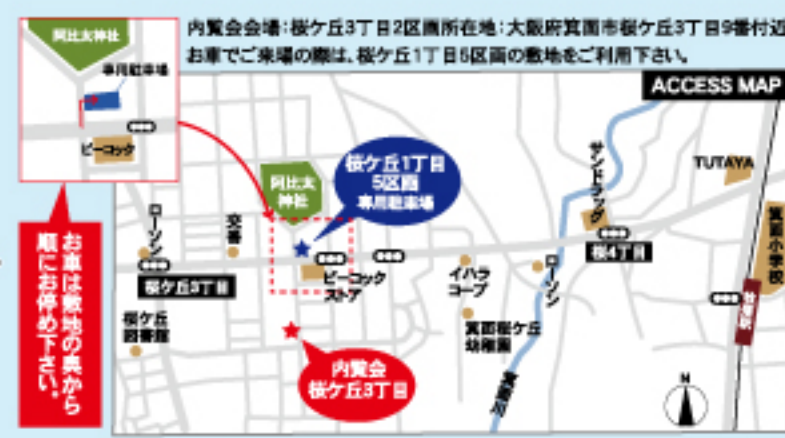 内覧会会場：桜ケ丘3丁目2区画所在地：大阪府箕面市桜ケ丘3丁目9番付近
お車でご来場の際は、桜ケ丘1丁目5区画の敷地をご利用下さい。
阿比太神社
専用駐車場
ピーコック
お車は敷地の奥から
順にお停め下さい。
ACCESS MAP
阿比太
神社
桜ケ丘1丁目
5区画
専用駐車場
サンドラッグ
TUTAYA
箕面小学校
ローソン
交番
桜ケ丘3丁目
ピーコック
ストア
イハラ
コープ
ローソン
桜4丁目
牧落駅
桜ケ丘
図書館
箕面桜ケ丘
幼稚園
内覧会
桜ケ丘3丁目
箕面川
N